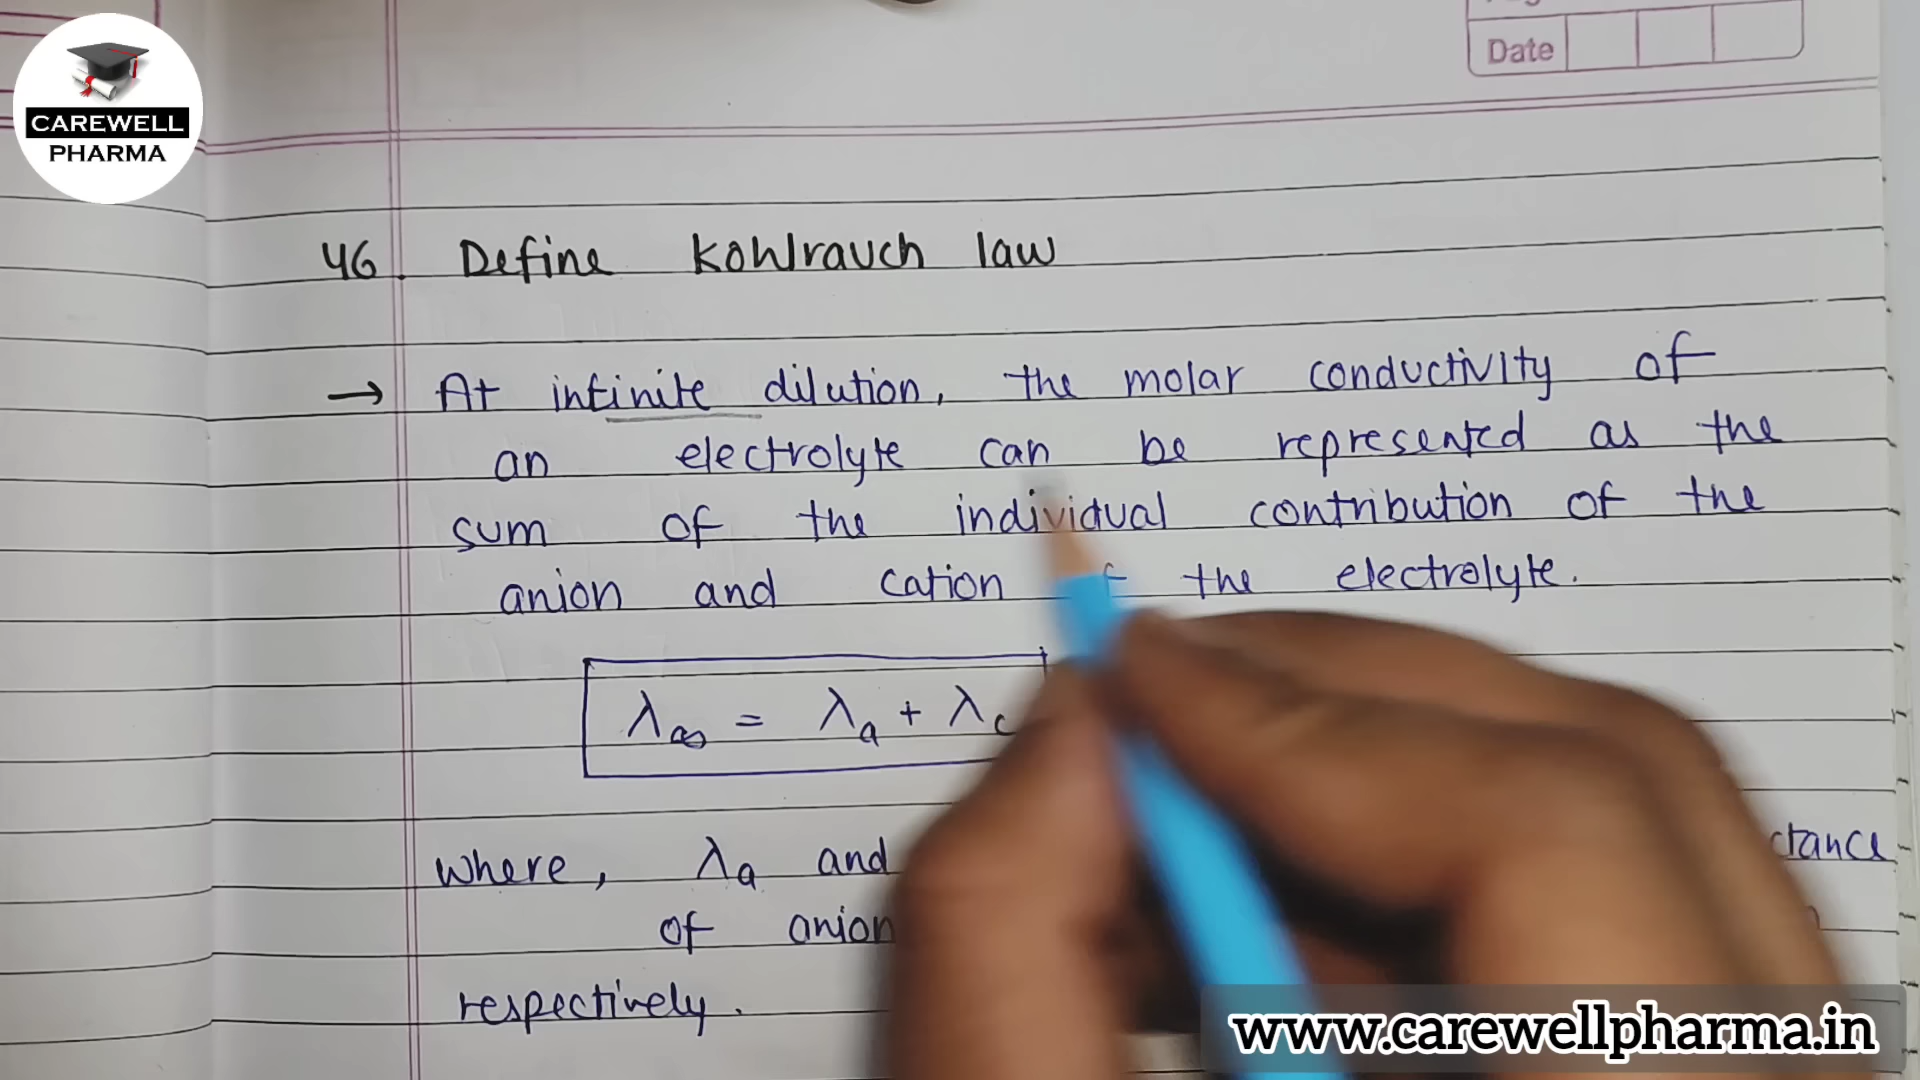 CAREWELL
PHARMA
Date
46. Define Kohlrauch law
→ At infinite dilution, the molar conductivity of
an electrolyte can be represented as the
sum of the individual contribution of the
anion and cation of the electrolyte.
λ∞ = λa + λc
where, λa and
of anion
respectively.
www.carewellpharma.in